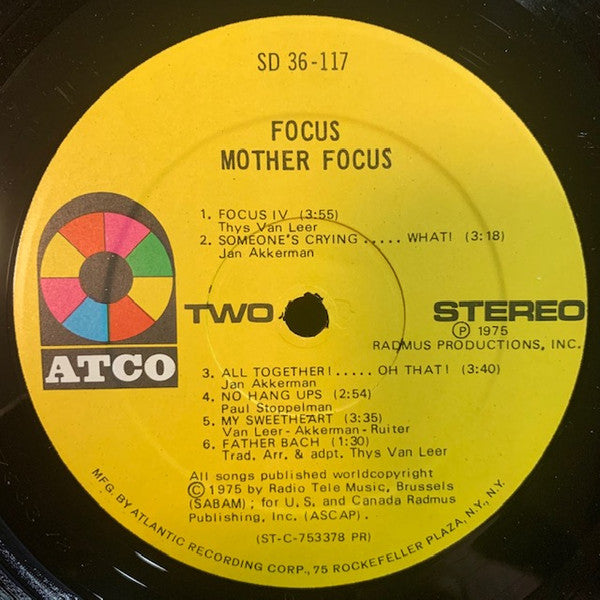 SD 36-117
FOCUS
MOTHER FOCUS
1. FOCUS IV (3:55)
Thys Van Leer
2. SOMEONE'S CRYING ..... WHAT! (3:18)
Jan Akkerman
ATCO
TWO
STEREO
Ⓟ 1975
RADMUS PRODUCTIONS, INC.
3. ALL TOGETHER! ..... OH THAT! (3:40)
Jan Akkerman
4. NO HANG UPS (2:54)
Paul Stoppelman
5. MY SWEETHEART (3:35)
Van Leer - Akkerman - Ruiter
6. FATHER BACH (1:30)
Trad. Arr. & adpt. Thys Van Leer
All songs published worldcopyright
© 1975 by Radio Tele Music, Brussels
(SABAM); for U. S. and Canada Radmus
Publishing, Inc. (ASCAP).
(ST-C-753378 PR)
MFG. BY ATLANTIC RECORDING CORP., 75 ROCKEFELLER PLAZA, N.Y., N.Y.